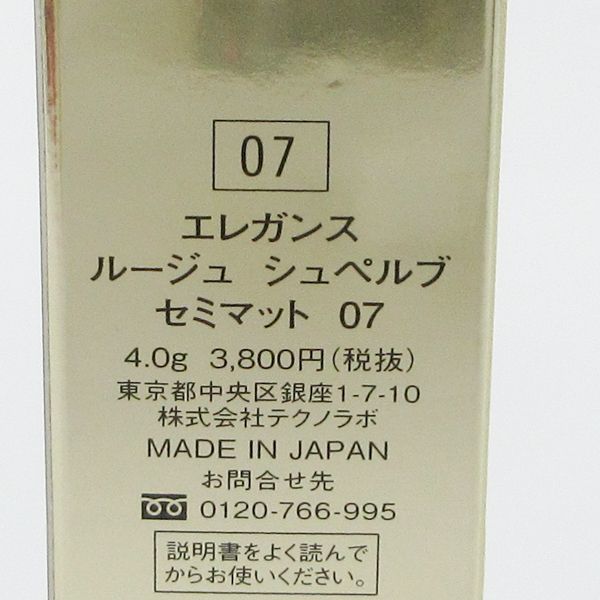 07
エレガンス
ルージュ シュペルブ
セミマット 07
4.0g 3,800円(税抜)
東京都中央区銀座1-7-10
株式会社テクノラボ
MADE IN JAPAN
お問合せ先
0120-766-995
説明書をよく読んで
からお使いください。